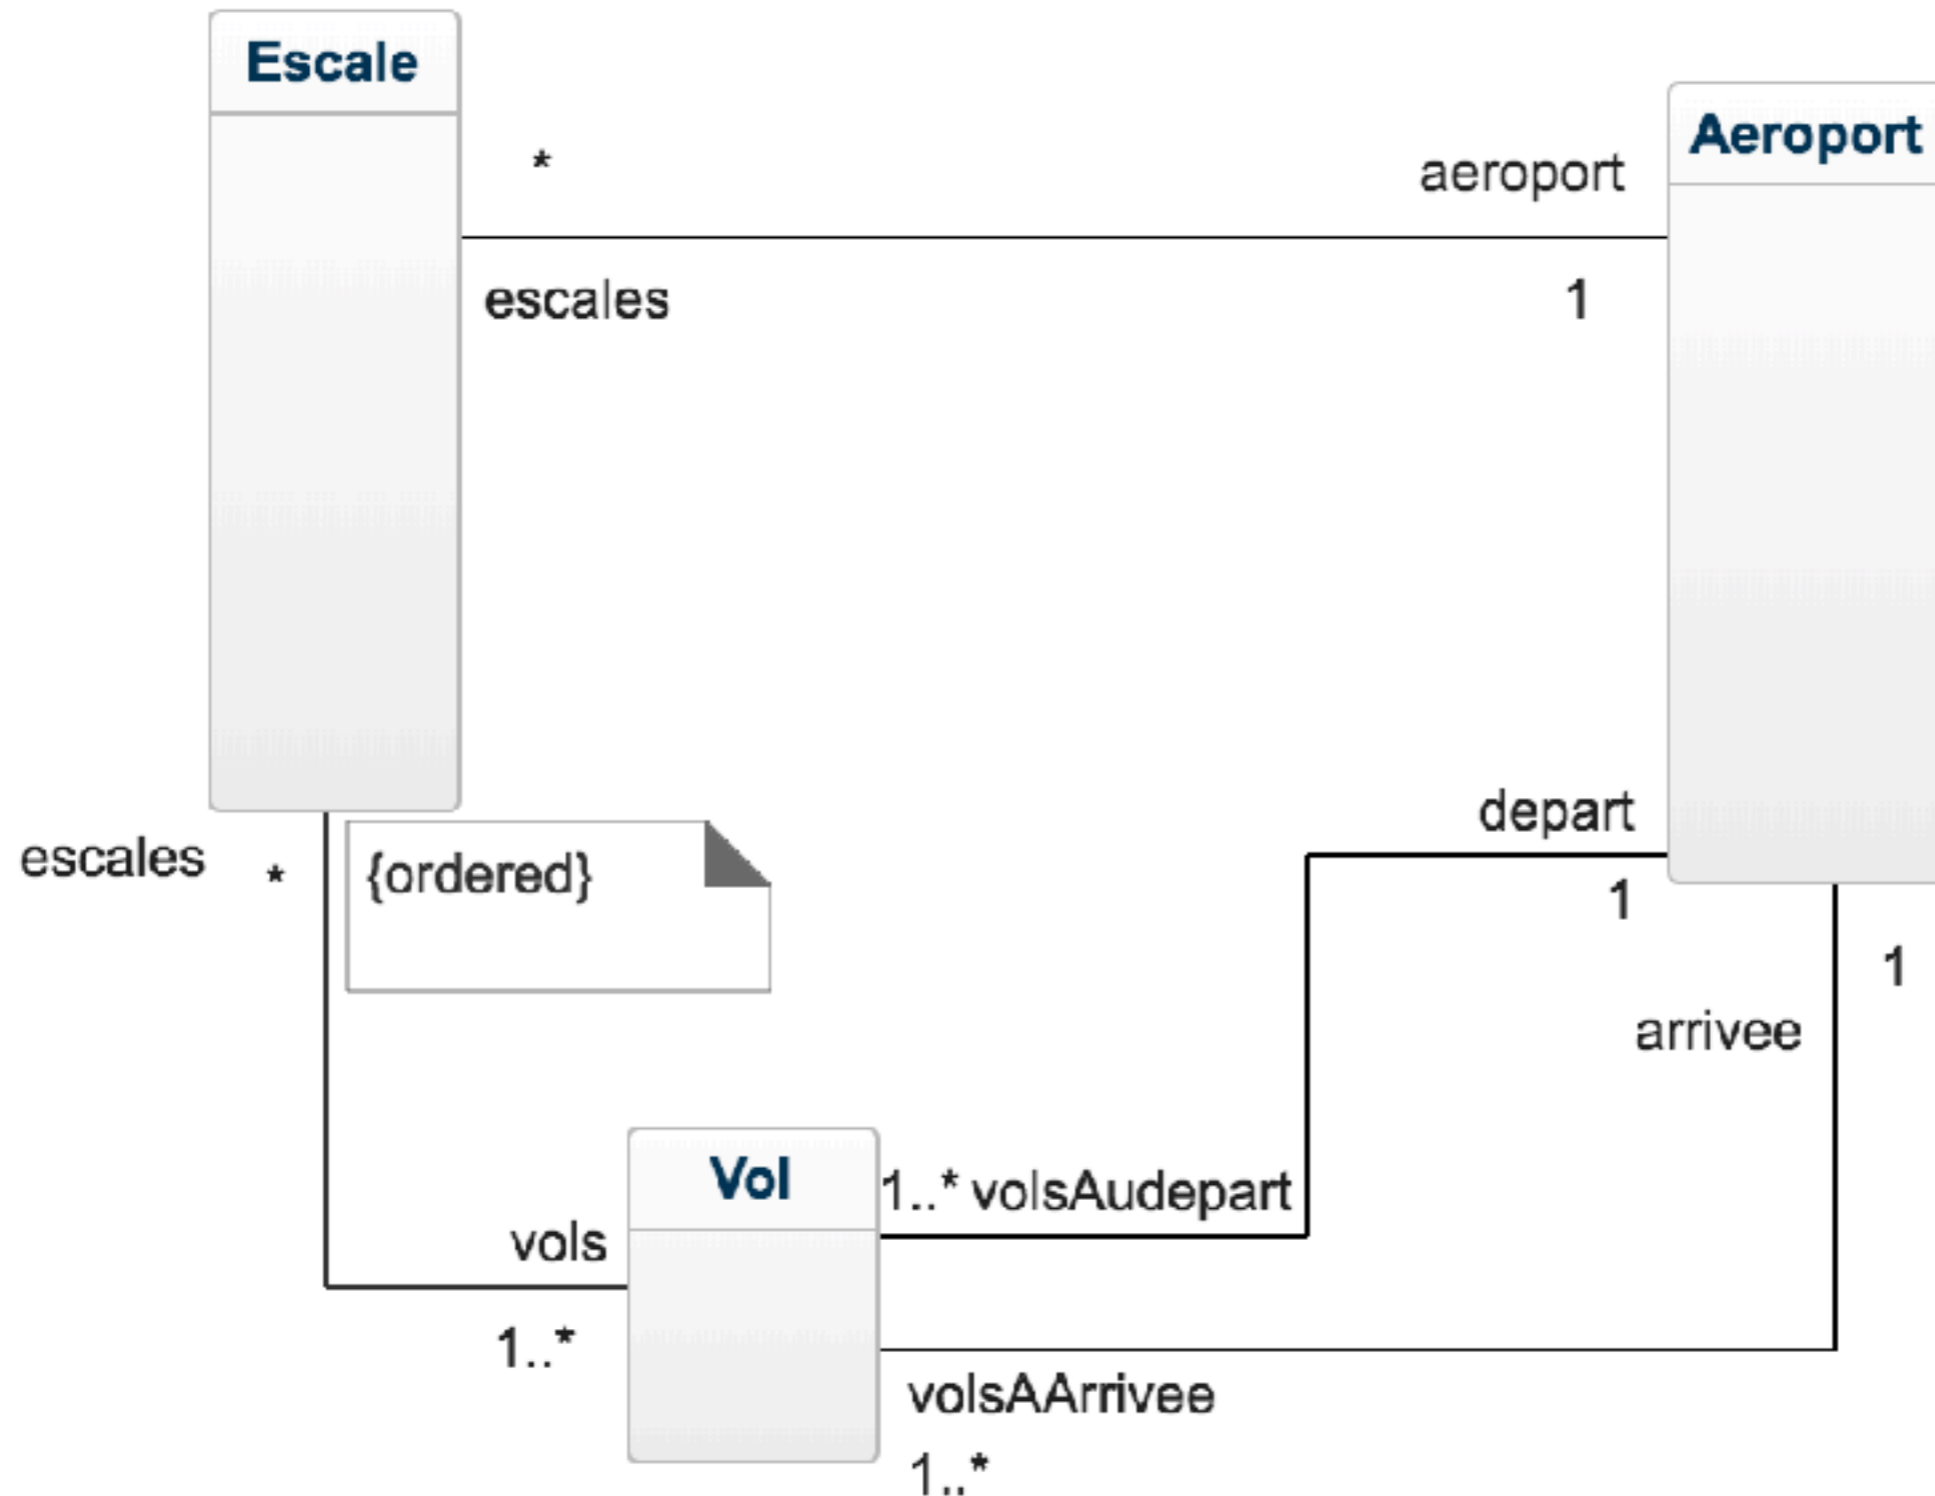 Escale
Aeroport
*
aeroport
escales
1
depart
escales
*
{ordered}
1
1
arrivee
Vol
1..* volsAudepart
vols
1..*
volsAArrivee
1..*